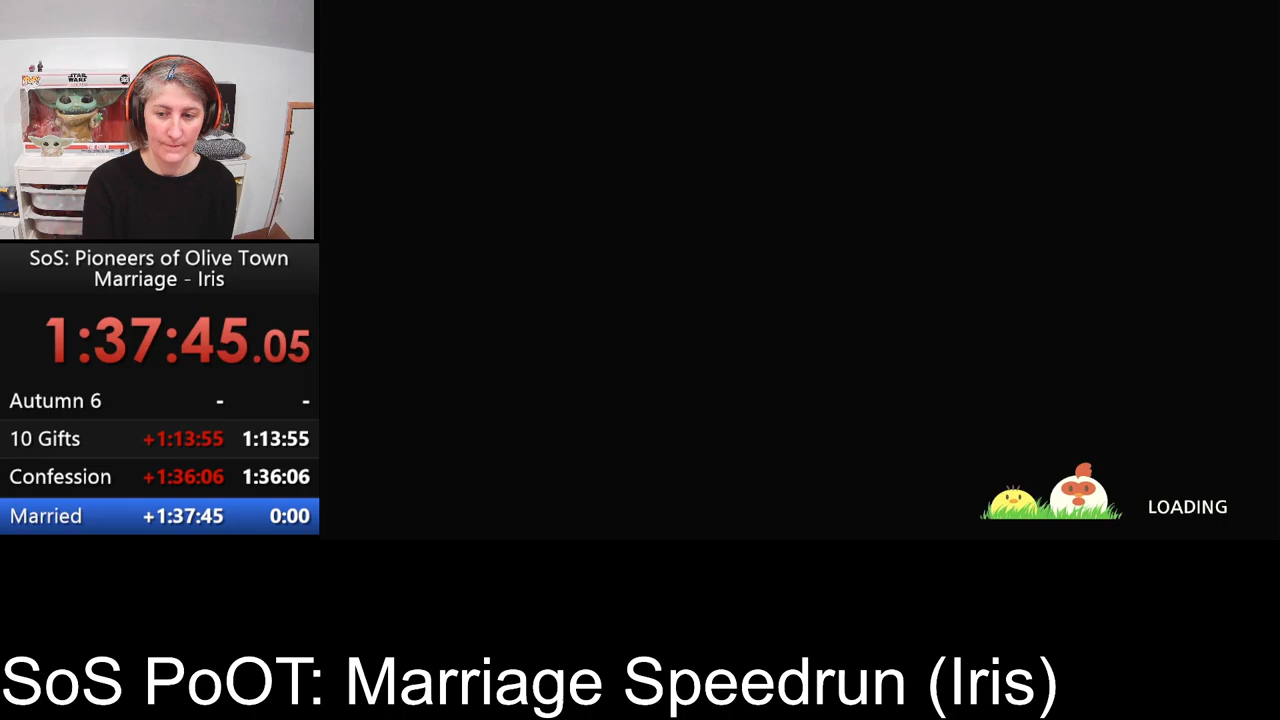 STAR
WARS
SoS: Pioneers of Olive Town
Marriage - Iris
1:37:45.05
Autumn 6 - -
10 Gifts +1:13:55 1:13:55
Confession +1:36:06 1:36:06
Married +1:37:45 0:00
LOADING
SoS PoOT: Marriage Speedrun (Iris)